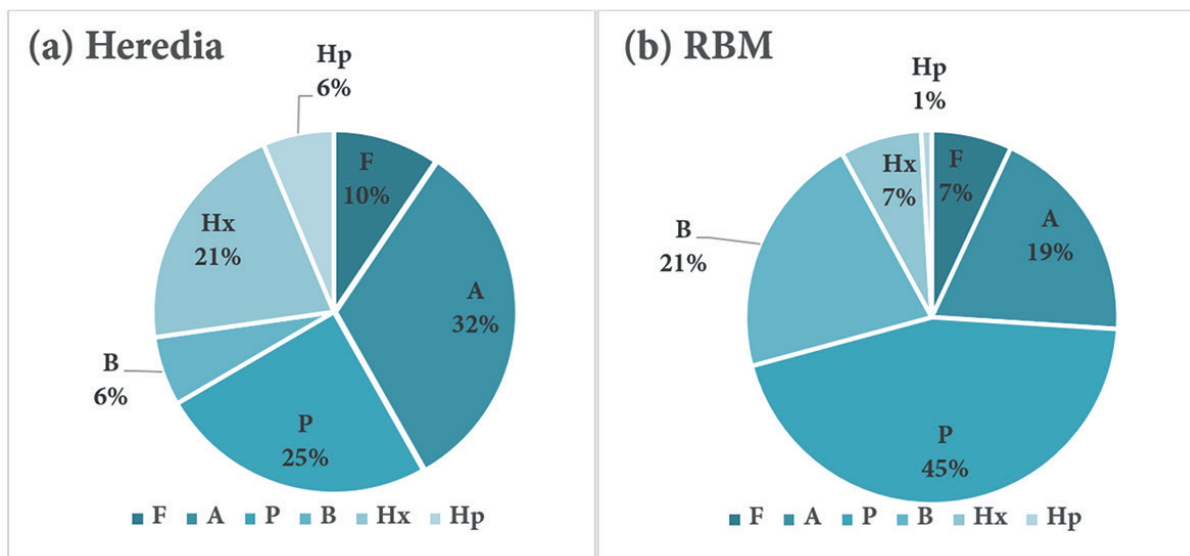 (a) Heredia
Hp
6%
F
10%
A
32%
P
25%
B
6%
Hx
21%
F A P B Hx Hp
(b) RBM
Hp
1%
F
7%
A
19%
P
45%
B
21%
Hx
7%
F A P B Hx Hp